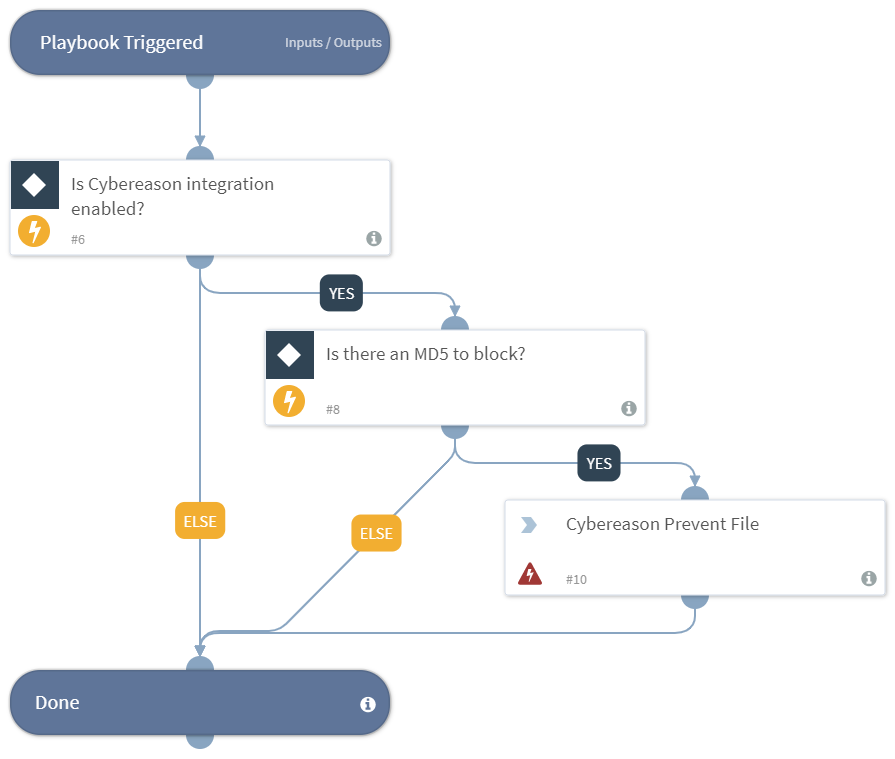 Playbook Triggered
Inputs / Outputs
Is Cybereason integration
enabled?
#6
YES
Is there an MD5 to block?
#8
YES
ELSE
ELSE
Cybereason Prevent File
#10
Done